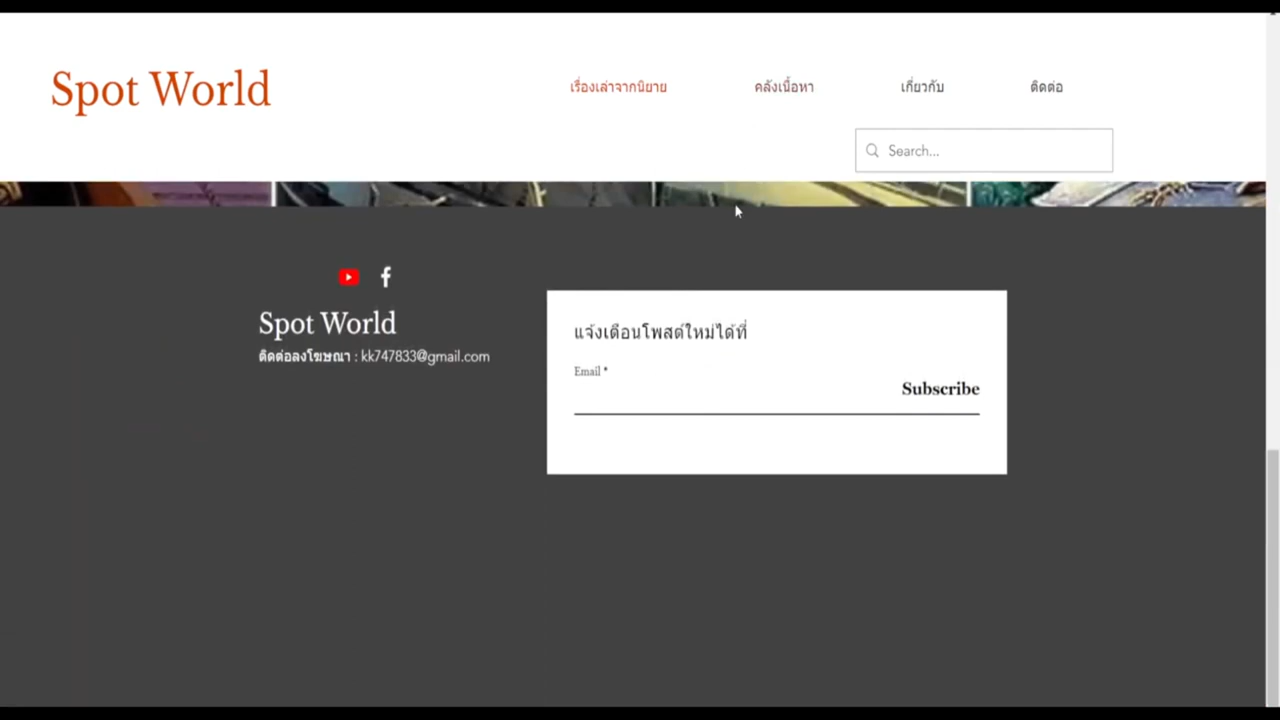 Spot World
เรื่องเล่าจากนิยาย คลังเนื้อหา เกี่ยวกับ ติดต่อ
Search...
Spot World
ติดต่อลงโฆษณา : kk747833@gmail.com
แจ้งเตือนโพสต์ใหม่ได้ที่
Email *
Subscribe